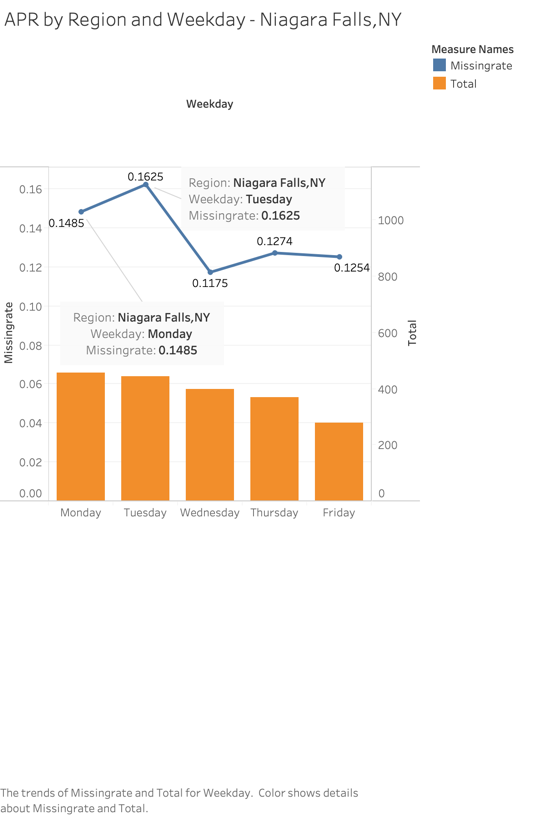 APR by Region and Weekday - Niagara Falls,NY
Measure Names
Missingrate
Total
Weekday
0.16
0.14
0.12
0.10
0.08
0.06
0.04
0.02
0.00
Missingrate
0.1485
0.1625
0.1175
0.1274
0.1254
Region: Niagara Falls,NY
Weekday: Tuesday
Missingrate: 0.1625
Region: Niagara Falls,NY
Weekday: Monday
Missingrate: 0.1485
1000
800
600
400
200
0
Total
Monday
Tuesday
Wednesday
Thursday
Friday
The trends of Missingrate and Total for Weekday.  Color shows details
about Missingrate and Total.